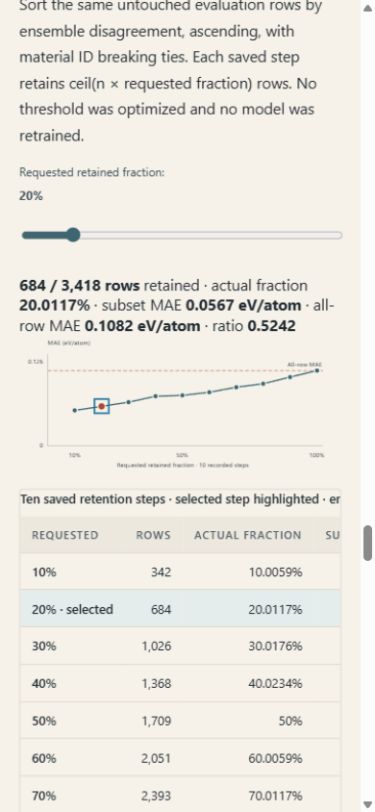 Sort the same untouched evaluation rows by
ensemble disagreement, ascending, with
material ID breaking ties. Each saved step
retains ceil(n × requested fraction) rows. No
threshold was optimized and no model was
retrained.
Requested retained fraction:
20%
684 / 3,418 rows retained · actual fraction
20.0117% · subset MAE 0.0567 eV/atom · all-
row MAE 0.1082 eV/atom · ratio 0.5242
MAE (eV/atom)
All-row MAE
0
10%
50%
100%
Requested retained fraction · 10 recorded steps
Ten saved retention steps · selected step highlighted · er
REQUESTED ROWS ACTUAL FRACTION SU
10% 342 10.0059%
20% · selected 684 20.0117%
30% 1,026 30.0176%
40% 1,368 40.0234%
50% 1,709 50%
60% 2,051 60.0059%
70% 2,393 70.0117%